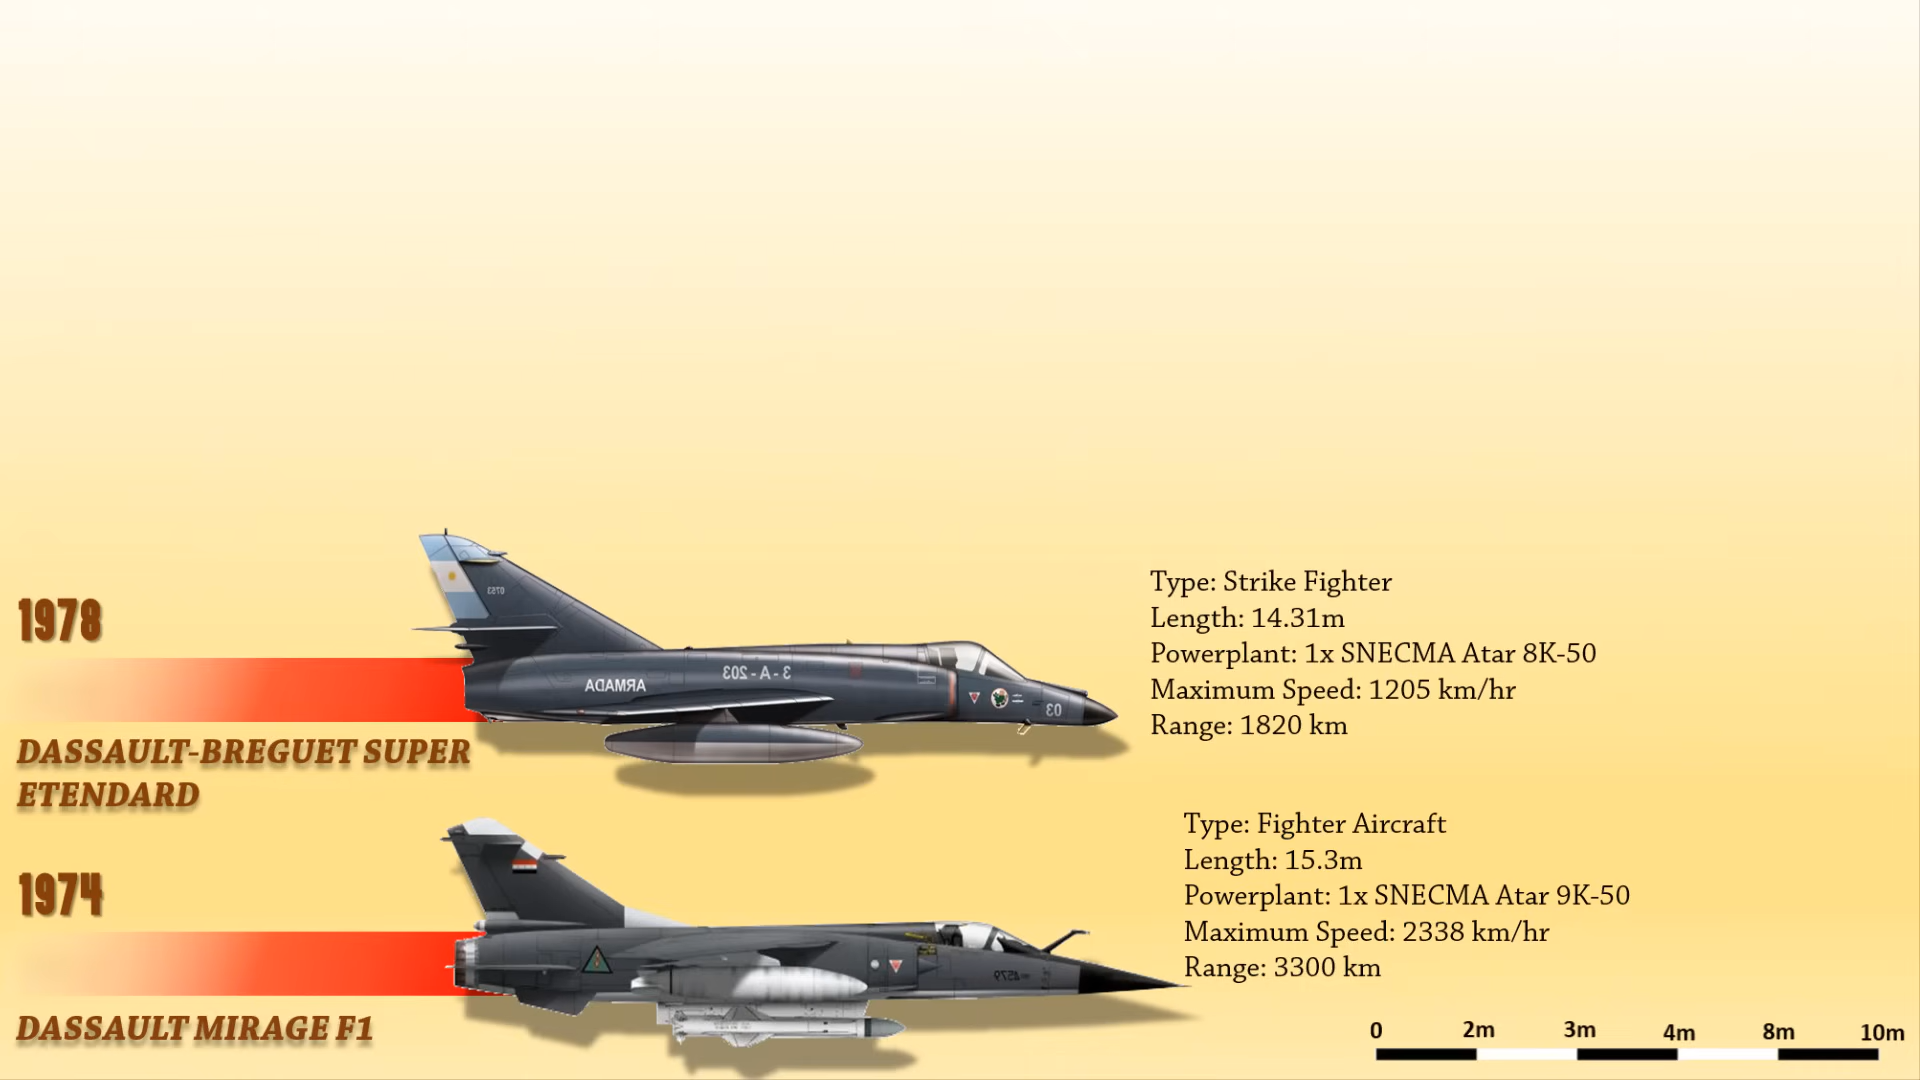 0753
1978
3 - A - 203
ARMADA
03
Type: Strike Fighter
Length: 14.31m
Powerplant: 1x SNECMA Atar 8K-50
Maximum Speed: 1205 km/hr
Range: 1820 km
DASSAULT-BREGUET SUPER
ETENDARD
1974
4579
Type: Fighter Aircraft
Length: 15.3m
Powerplant: 1x SNECMA Atar 9K-50
Maximum Speed: 2338 km/hr
Range: 3300 km
DASSAULT MIRAGE F1
0 2m 3m 4m 8m 10m